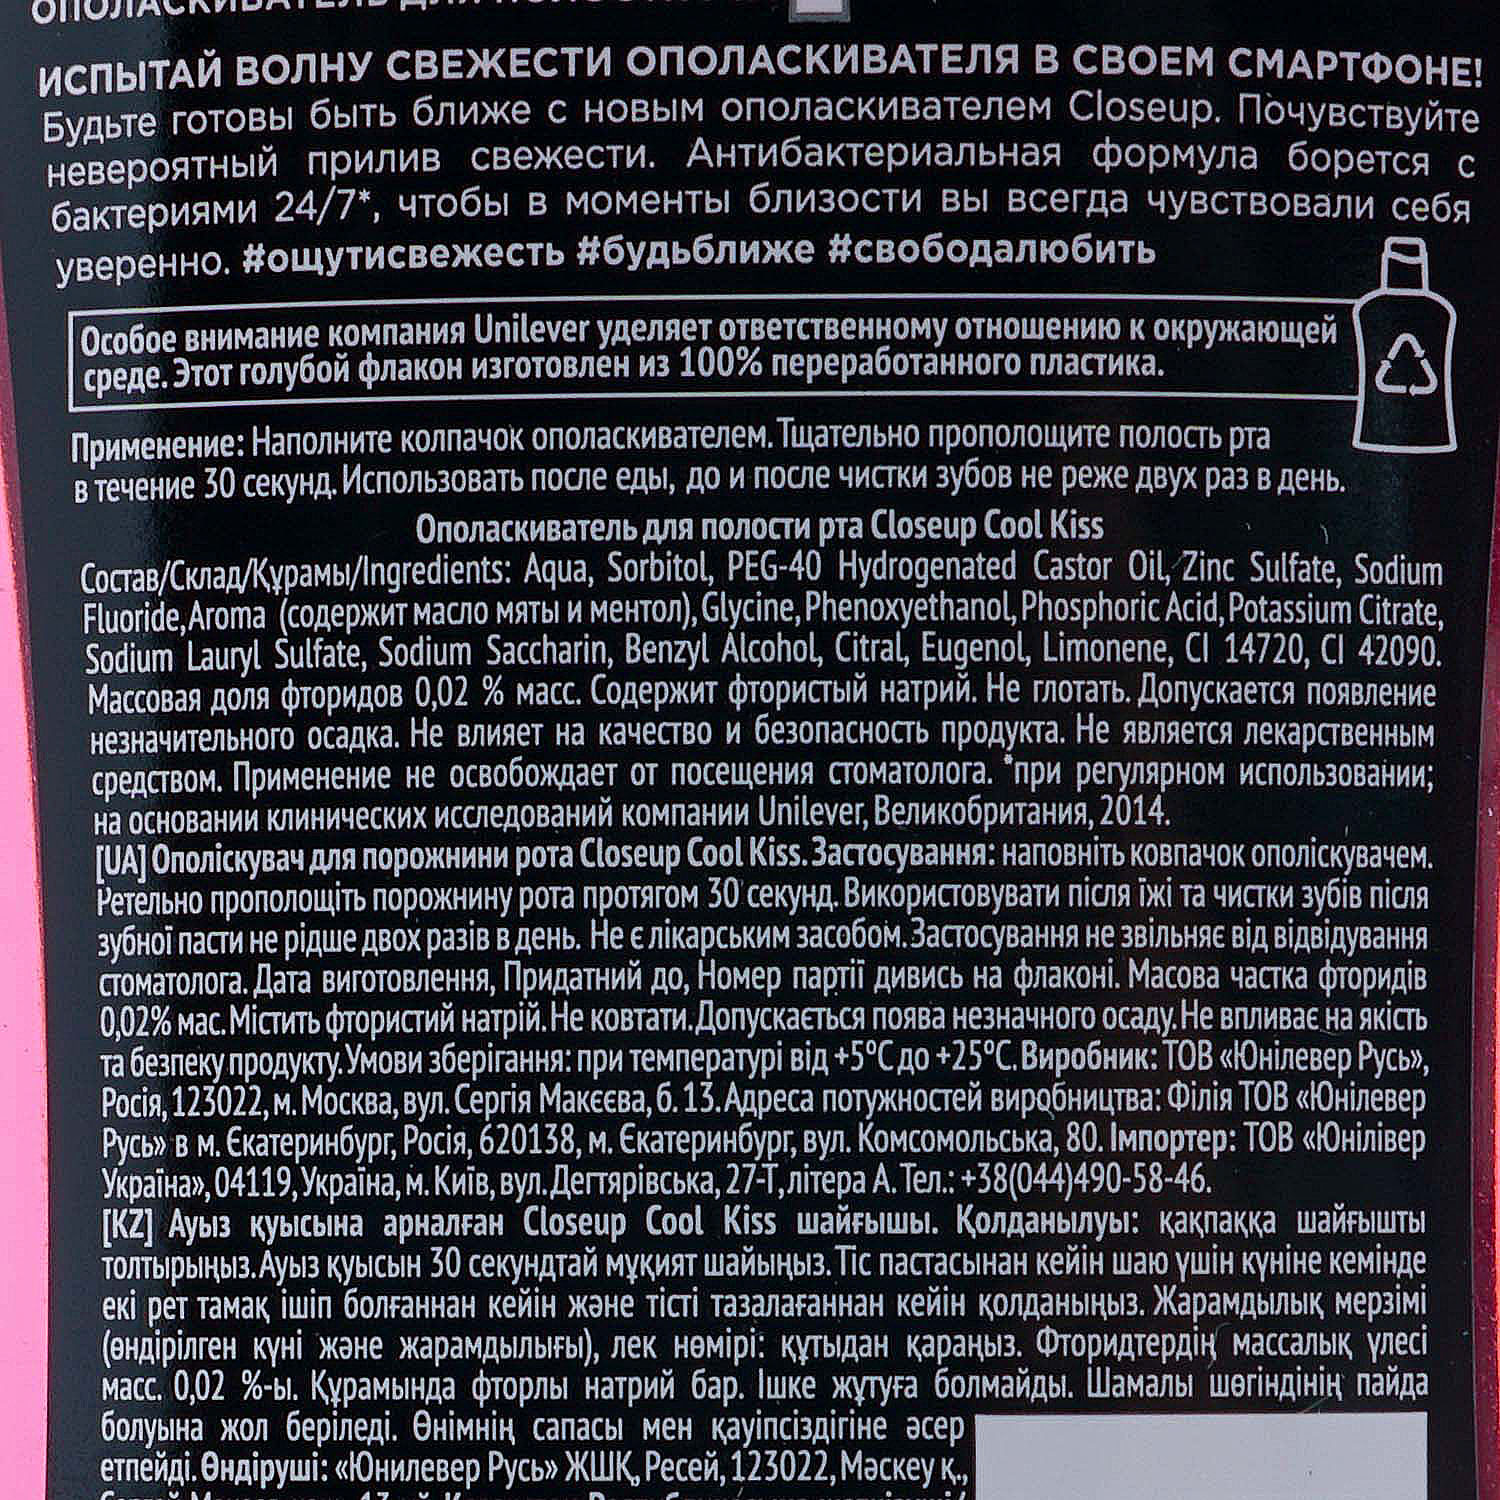 ОПОЛАСКИВАТЕЛЬ ДЛЯ
ИСПЫТАЙ ВОЛНУ СВЕЖЕСТИ ОПОЛАСКИВАТЕЛЯ В СВОЕМ СМАРТФОНЕ!
Будьте готовы быть ближе с новым ополаскивателем Closeup. Почувствуйте
невероятный прилив свежести. Антибактериальная формула борется с
бактериями 24/7*, чтобы в моменты близости вы всегда чувствовали себя
уверенно. #ощутисвежесть #будьближе #свободалюбить
Особое внимание компания Unilever уделяет ответственному отношению к окружающей
среде. Этот голубой флакон изготовлен из 100% переработанного пластика.
Применение: Наполните колпачок ополаскивателем. Тщательно прополощите полость рта
в течение 30 секунд. Использовать после еды, до и после чистки зубов не реже двух раз в день.
Ополаскиватель для полости рта Closeup Cool Kiss
Состав/Склад/Құрамы/Ingredients: Aqua, Sorbitol, PEG-40 Hydrogenated Castor Oil, Zinc Sulfate, Sodium
Fluoride, Aroma (содержит масло мяты и ментол), Glycine, Phenoxyethanol, Phosphoric Acid, Potassium Citrate,
Sodium Lauryl Sulfate, Sodium Saccharin, Benzyl Alcohol, Citral, Eugenol, Limonene, CI 14720, CI 42090.
Массовая доля фторидов 0,02 % масс. Содержит фтористый натрий. Не глотать. Допускается появление
незначительного осадка. Не влияет на качество и безопасность продукта. Не является лекарственным
средством. Применение не освобождает от посещения стоматолога. *при регулярном использовании;
на основании клинических исследований компании Unilever, Великобритания, 2014.
[UA] Ополіскувач для порожнини рота Closeup Cool Kiss. Застосування: наповніть ковпачок ополіскувачем.
Ретельно прополощіть порожнину рота протягом 30 секунд. Використовувати після їжі та чистки зубів після
зубної пасти не рідше двох разів в день. Не є лікарським засобом. Застосування не звільняє від відвідування
стоматолога. Дата виготовлення, Придатний до, Номер партії дивись на флаконі. Масова частка фторидів
0,02% мас. Містить фтористий натрій. Не ковтати. Допускається поява незначного осаду. Не впливає на якість
та безпеку продукту. Умови зберігання: при температурі від +5°С до +25°С. Виробник: ТОВ «Юнілевер Русь»,
Росія, 123022, м. Москва, вул. Сергія Макєєва, б. 13. Адреса потужностей виробництва: Філія ТОВ «Юнілевер
Русь» в м. Єкатеринбург, Росія, 620138, м. Єкатеринбург, вул. Комсомольська, 80. Імпортер: ТОВ «Юнілівер
Україна», 04119, Україна, м. Київ, вул. Дегтярівська, 27-Т, літера А. Тел.: +38(044)490-58-46.
[KZ] Ауыз қуысына арналған Closeup Cool Kiss шайғышы. Қолданылуы: қақпаққа шайғышты
толтырыңыз. Ауыз қуысын 30 секундтай мұқият шайыңыз. Тіс пастасынан кейін шаю үшін күніне кемінде
екі рет тамақ ішіп болғаннан кейін және тісті тазалағаннан кейін қолданыңыз. Жарамдылық мерзімі
(өндірілген күні және жарамдылығы), лек нөмірі: құтыдан қараңыз. Фторидтердің массалық үлесі
масс. 0,02 %-ы. Құрамында фторлы натрий бар. Ішке жұтуға болмайды. Шамалы шөгіндінің пайда
болуына жол беріледі. Өнімнің сапасы мен қауіпсіздігіне әсер
етпейді. Өндіруші: «Юнилевер Русь» ЖШҚ, Ресей, 123022, Мәскеу қ.,